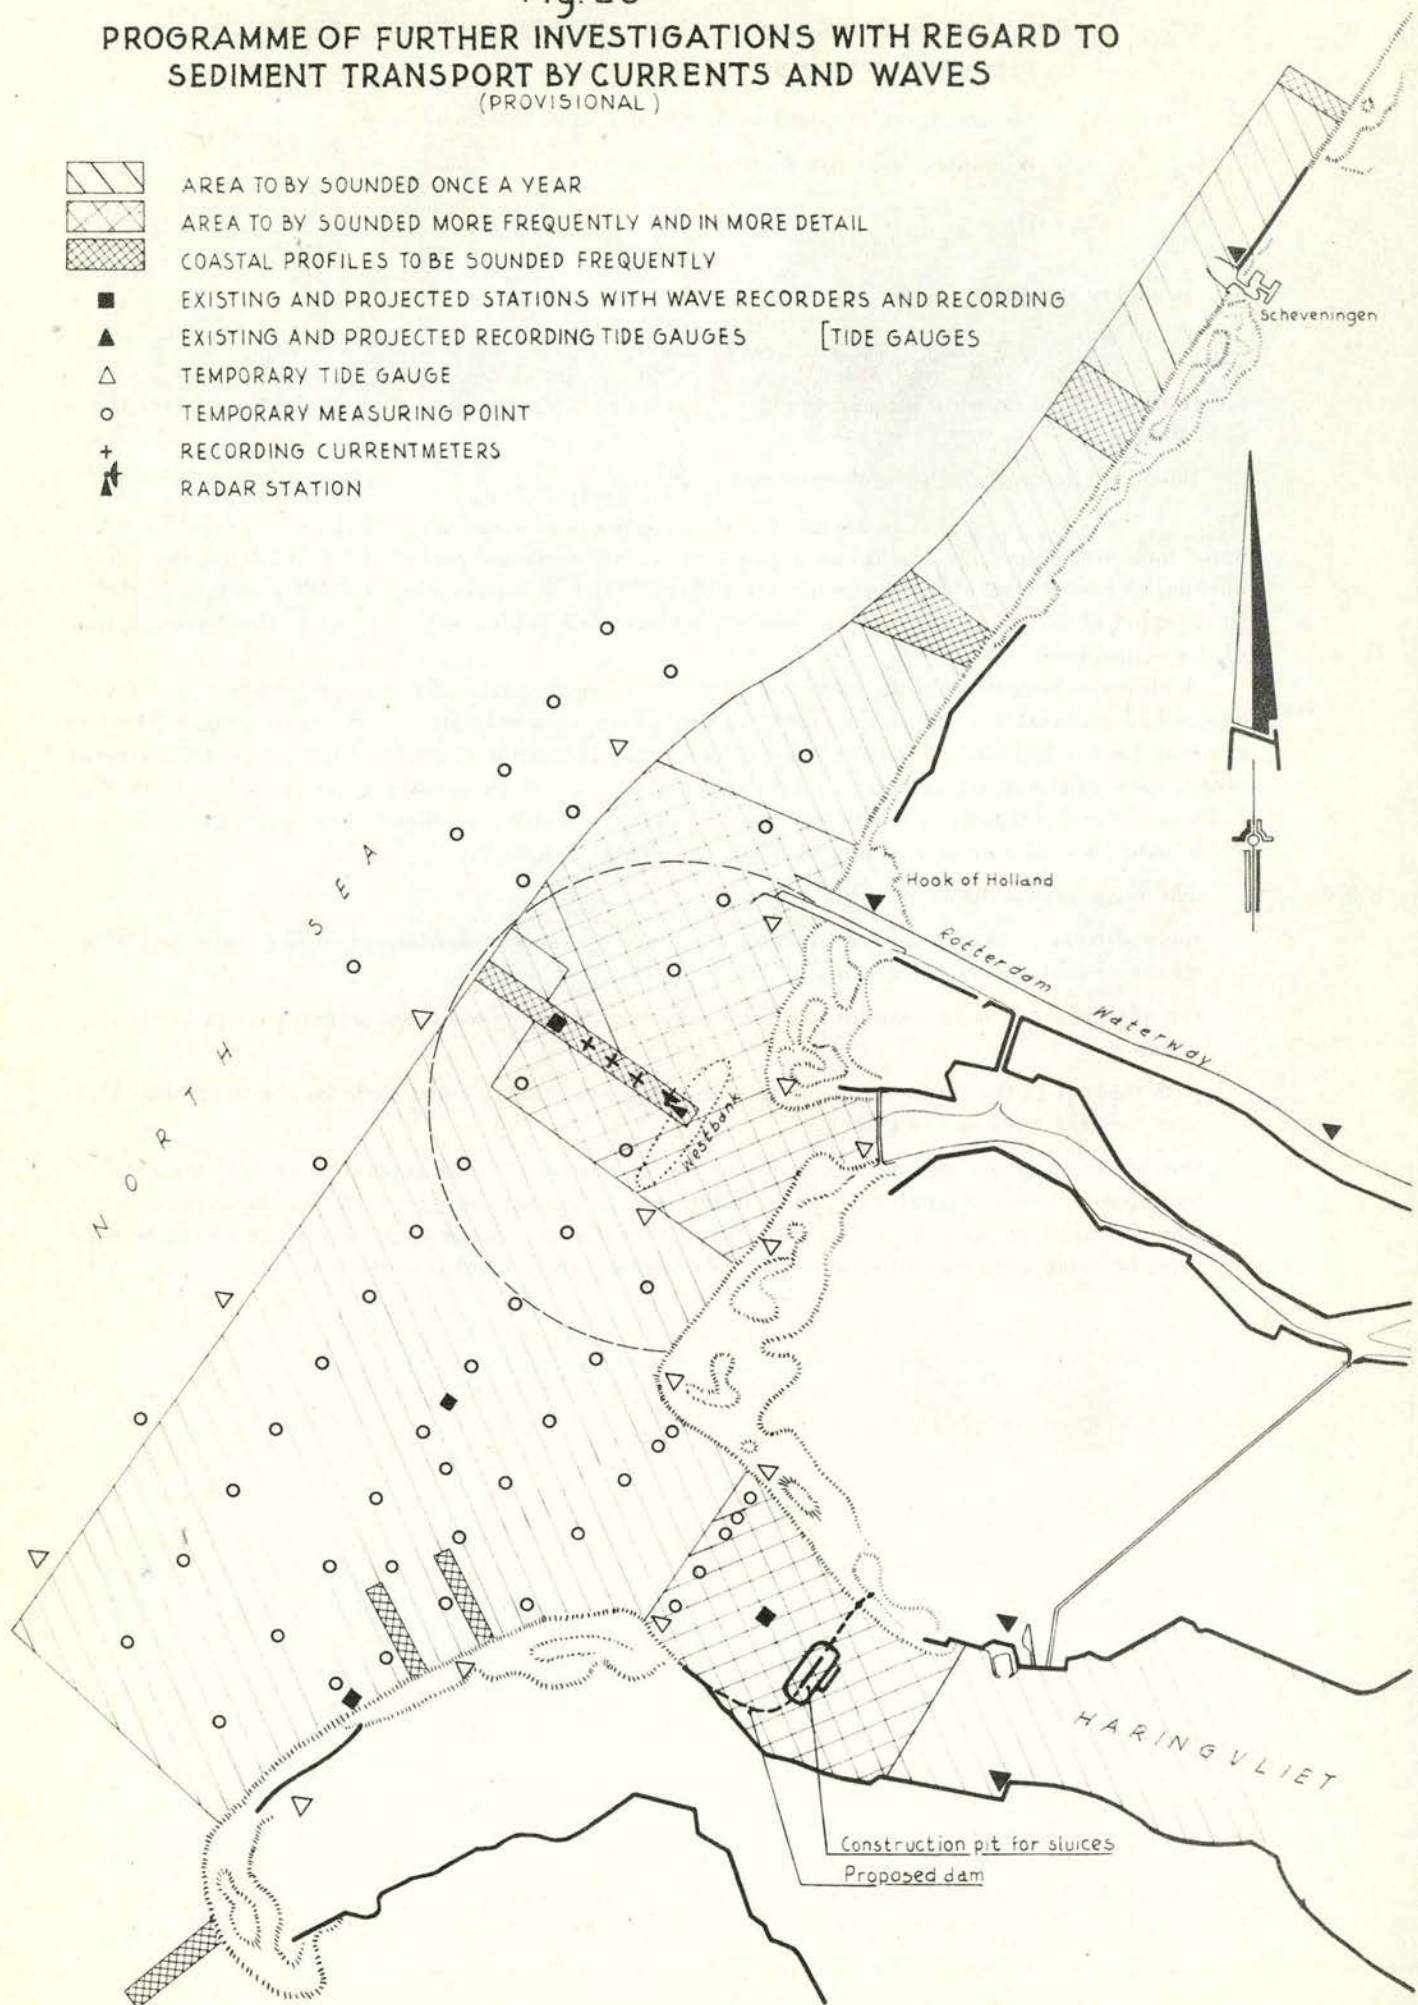 PROGRAMME OF FURTHER INVESTIGATIONS WITH REGARD TO
SEDIMENT TRANSPORT BY CURRENTS AND WAVES
(PROVISIONAL)
AREA TO BY SOUNDED ONCE A YEAR
AREA TO BY SOUNDED MORE FREQUENTLY AND IN MORE DETAIL
COASTAL PROFILES TO BE SOUNDED FREQUENTLY
EXISTING AND PROJECTED STATIONS WITH WAVE RECORDERS AND RECORDING
EXISTING AND PROJECTED RECORDING TIDE GAUGES [TIDE GAUGES
TEMPORARY TIDE GAUGE
TEMPORARY MEASURING POINT
RECORDING CURRENTMETERS
RADAR STATION
Scheveningen
Hook of Holland
Rotterdam Waterway
NORTH SEA
Westbank
HARINGVLIET
Construction pit for sluices
Proposed dam